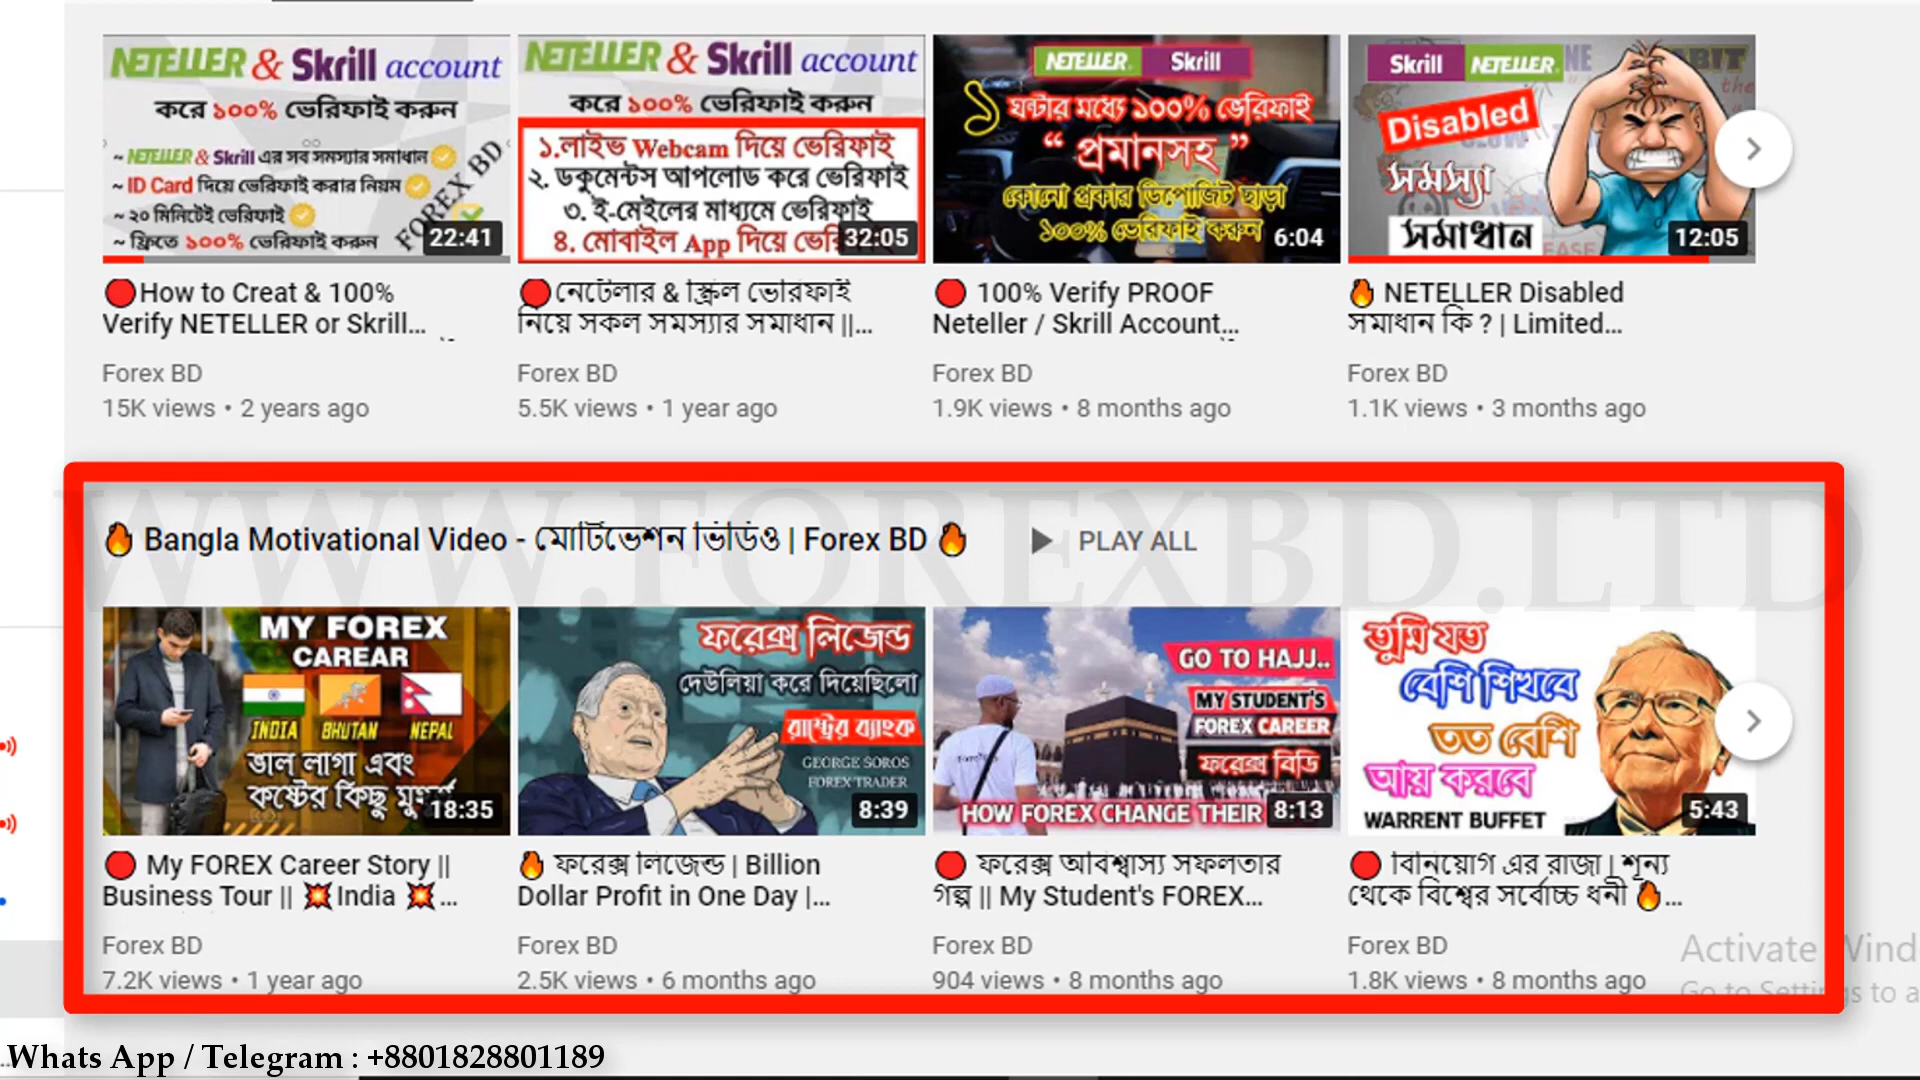 NETELLER & Skrill account
করে ১০০% ভেরিফাই করুন
~ NETELLER & Skrill এর সব সমস্যার সমাধান
~ ID Card দিয়ে ভেরিফাই করার নিয়ম
~ ২০ মিনিটেই ভেরিফাই
~ ফ্রিতে ১০০% ভেরিফাই করুন
FOREX BD
22:41
NETELLER & Skrill account
করে ১০০% ভেরিফাই করুন
১.লাইভ Webcam দিয়ে ভেরিফাই
২. ডকুমেন্টস আপলোড করে ভেরিফাই
৩. ই-মেইলের মাধ্যমে ভেরিফাই
৪. মোবাইল App দিয়ে
32:05
NETELLER Skrill
১ ঘন্টার মধ্যে ১০০% ভেরিফাই
“ প্রমানসহ ”
কোনো প্রকার ডিপোজিট ছাড়া
১০০% ভেরিফাই করুন
6:04
Skrill NETELLER
Disabled
সমস্যা
সমাধান
12:05
How to Creat & 100%
Verify NETELLER or Skrill...
Forex BD
15K views • 2 years ago
নেটেলার & স্ক্রিল ভেরিফাই
নিয়ে সকল সমস্যার সমাধান ||...
Forex BD
5.5K views • 1 year ago
100% Verify PROOF
Neteller / Skrill Account...
Forex BD
1.9K views • 8 months ago
NETELLER Disabled
সমাধান কি ? | Limited...
Forex BD
1.1K views • 3 months ago
WWW.FOREXBD.LTD
Bangla Motivational Video - মোটিভেশন ভিডিও | Forex BD
PLAY ALL
MY FOREX
CAREAR
INDIA BHUTAN NEPAL
ভাল লাগা এবং
কষ্টের কিছু
18:35
ফরেক্স লিজেন্ড
দেউলিয়া করে দিয়েছিলো
রাষ্ট্রের ব্যাংক
GEORGE SOROS
FOREX TRADER
8:39
GO TO HAJJ..
MY STUDENT'S
FOREX CAREER
ফরেক্স বিডি
HOW FOREX CHANGE THEIR
8:13
তুমি যত
বেশি শিখবে
তত বেশি
আয় করবে
WARRENT BUFFET
5:43
My FOREX Career Story ||
Business Tour || India ...
Forex BD
7.2K views • 1 year ago
ফরেক্স লিজেন্ড | Billion
Dollar Profit in One Day |...
Forex BD
2.5K views • 6 months ago
ফরেক্স অবিশ্বাস্য সফলতার
গল্প || My Student's FOREX...
Forex BD
904 views • 8 months ago
বিনিয়োগ এর রাজা | শূন্য
থেকে বিশ্বের সর্বোচ্চ ধনী ...
Forex BD
1.8K views • 8 months ago
Activate Wind
Go to Settings to a
Whats App / Telegram : +8801828801189